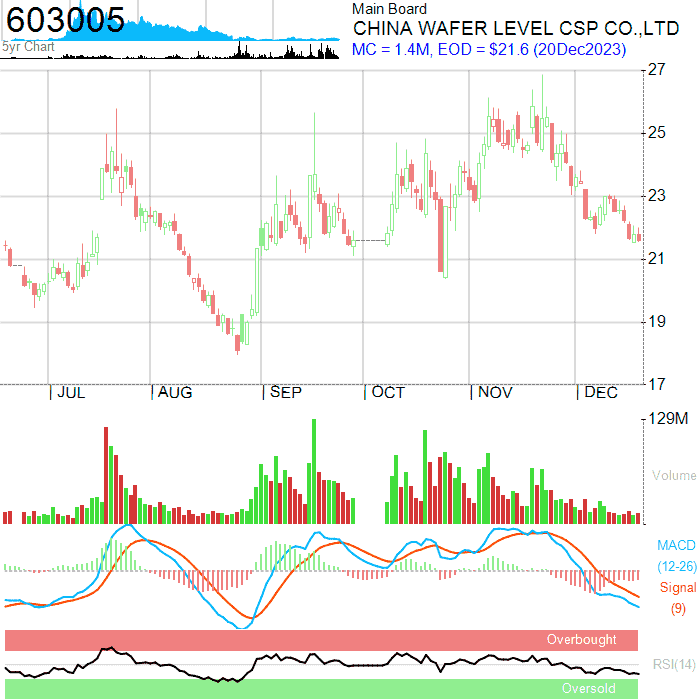 603005
5yr Chart
Main Board
CHINA WAFER LEVEL CSP CO.,LTD
MC = 1.4M, EOD = $21.6 (20Dec2023)
27
25
23
21
19
17
JUL AUG SEP OCT NOV DEC
129M
Volume
MACD
(12-26)
Signal
(9)
Overbought
RSI(14)
Oversold